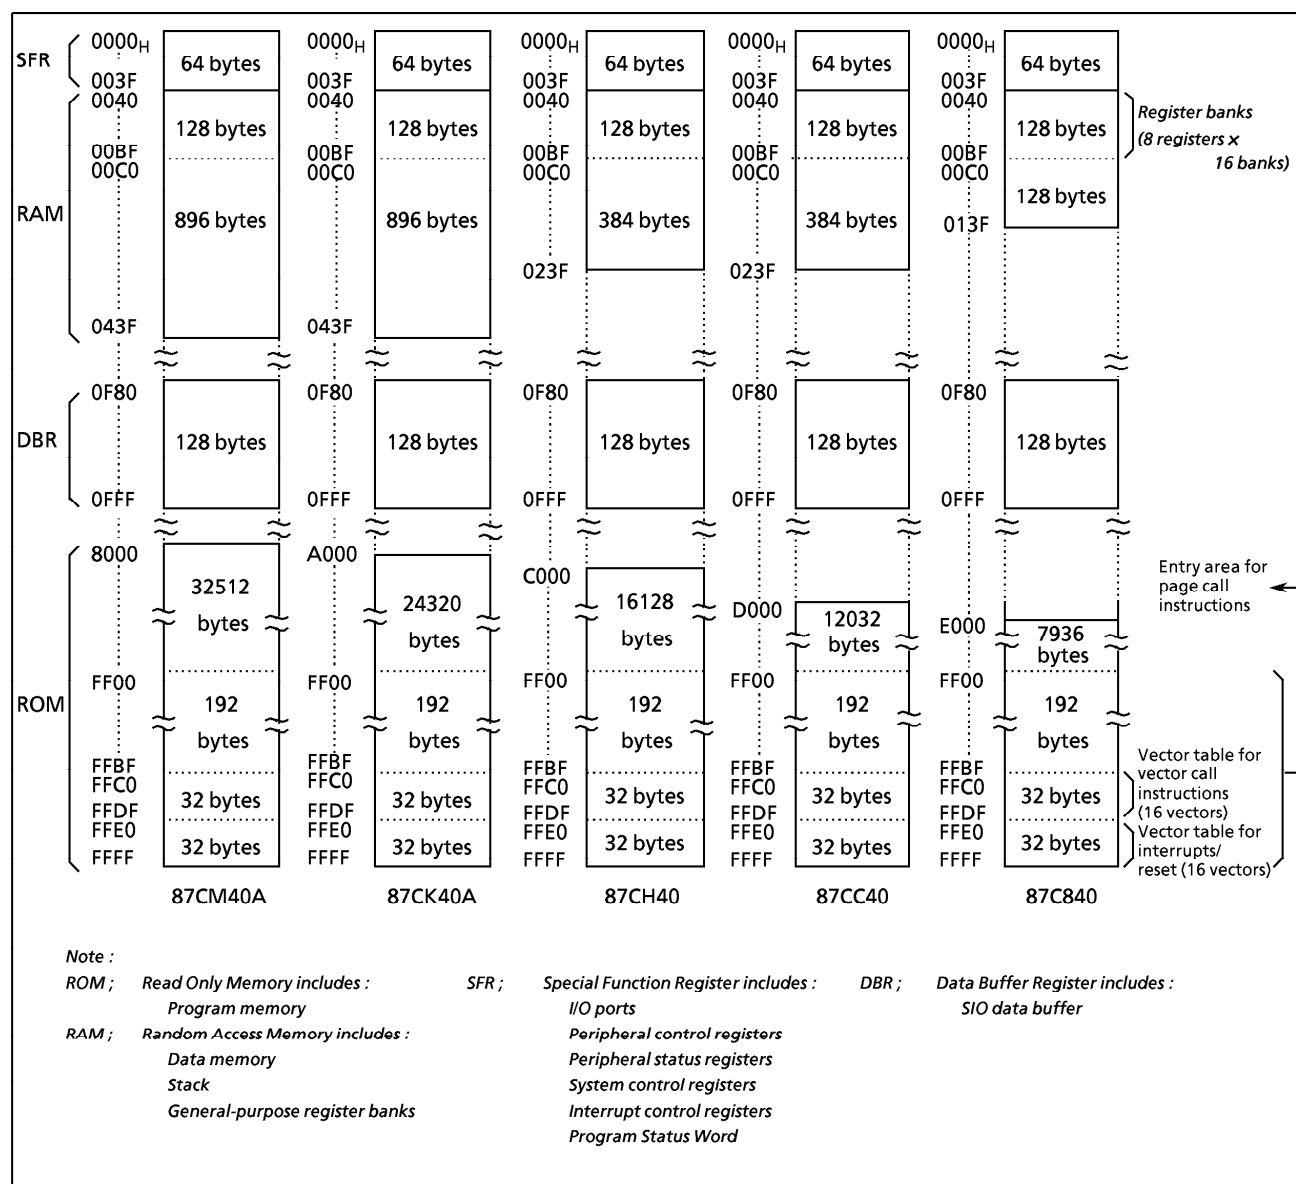 SFR
0000H
64 bytes
003F
RAM
0040
128 bytes
00BF
00C0
896 bytes
043F
DBR
0F80
128 bytes
0FFF
ROM
8000
32512
bytes
FF00
192
bytes
FFBF
FFC0
32 bytes
FFDF
FFE0
32 bytes
FFFF
87CM40A
0000H
64 bytes
003F
0040
128 bytes
00BF
00C0
896 bytes
043F
0F80
128 bytes
0FFF
A000
24320
bytes
FF00
192
bytes
FFBF
FFC0
32 bytes
FFDF
FFE0
32 bytes
FFFF
87CK40A
0000H
64 bytes
003F
0040
128 bytes
00BF
00C0
384 bytes
023F
0F80
128 bytes
0FFF
C000
16128
bytes
FF00
192
bytes
FFBF
FFC0
32 bytes
FFDF
FFE0
32 bytes
FFFF
87CH40
0000H
64 bytes
003F
0040
128 bytes
00BF
00C0
384 bytes
023F
0F80
128 bytes
0FFF
D000
12032
bytes
FF00
192
bytes
FFBF
FFC0
32 bytes
FFDF
FFE0
32 bytes
FFFF
87CC40
0000H
64 bytes
003F
0040
128 bytes
00BF
00C0
128 bytes
013F
0F80
128 bytes
0FFF
E000
7936
bytes
FF00
192
bytes
FFBF
FFC0
32 bytes
FFDF
FFE0
32 bytes
FFFF
87C840
Register banks
(8 registers ×
16 banks)
Entry area for
page call
instructions
Vector table for
vector call
instructions
(16 vectors)
Vector table for
interrupts/
reset (16 vectors)
Note :
ROM ; Read Only Memory includes :
Program memory
RAM ; Random Access Memory includes :
Data memory
Stack
General-purpose register banks
SFR ; Special Function Register includes :
I/O ports
Peripheral control registers
Peripheral status registers
System control registers
Interrupt control registers
Program Status Word
DBR ; Data Buffer Register includes :
SIO data buffer